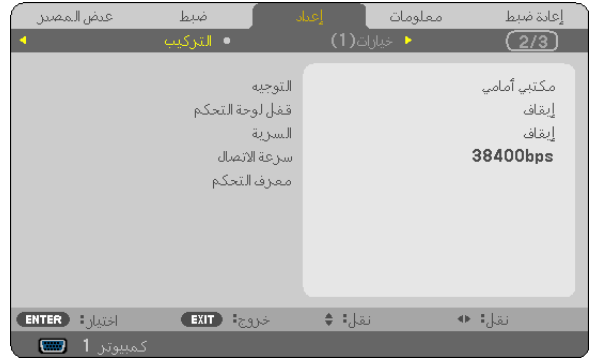 عرض المصدر ضبط إعداد معلومات إعادة ضبط
التركيب خيارات(1) 2/3
التوجيه مكتبي أمامي
قفل لوحة التحكم إيقاف
السرية إيقاف
سرعة الاتصال 38400bps
معرف التحكم
ENTER اختيار: EXIT خروج: نقل: نقل:
كمبيوتر 1